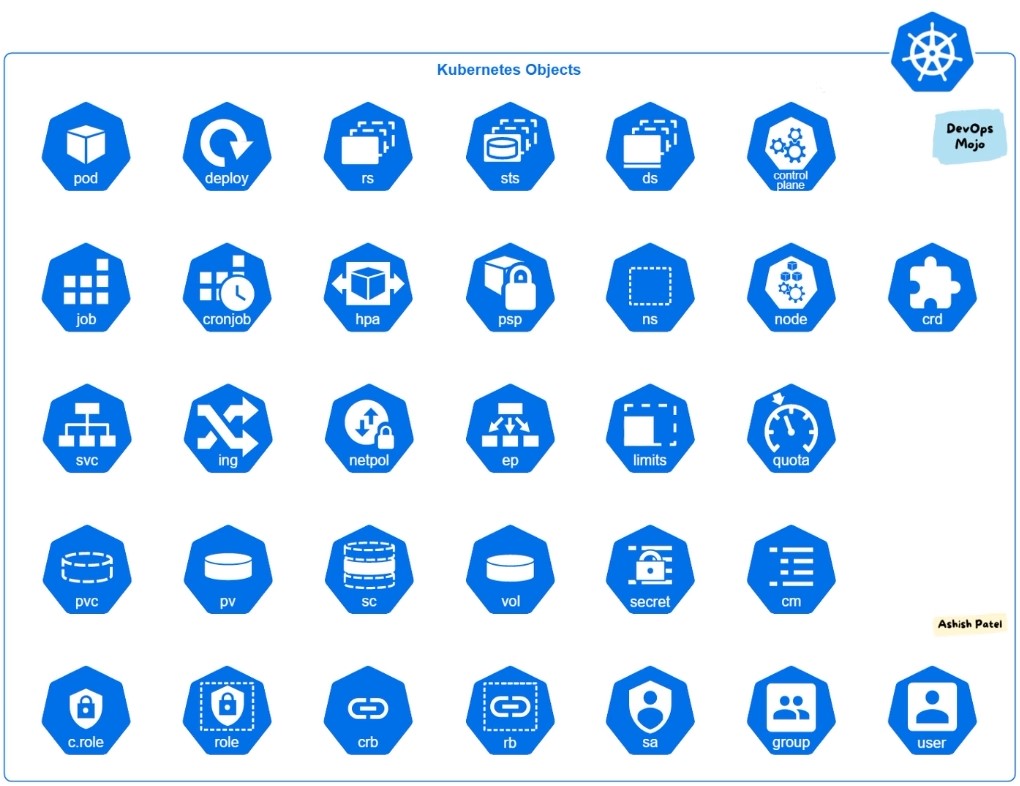 Kubernetes Objects
DevOps
Mojo
pod
deploy
rs
sts
ds
control
plane
job
cronjob
hpa
psp
ns
node
crd
svc
ing
netpol
ep
limits
quota
pvc
pv
sc
vol
secret
cm
Ashish Patel
c.role
role
crb
rb
sa
group
user